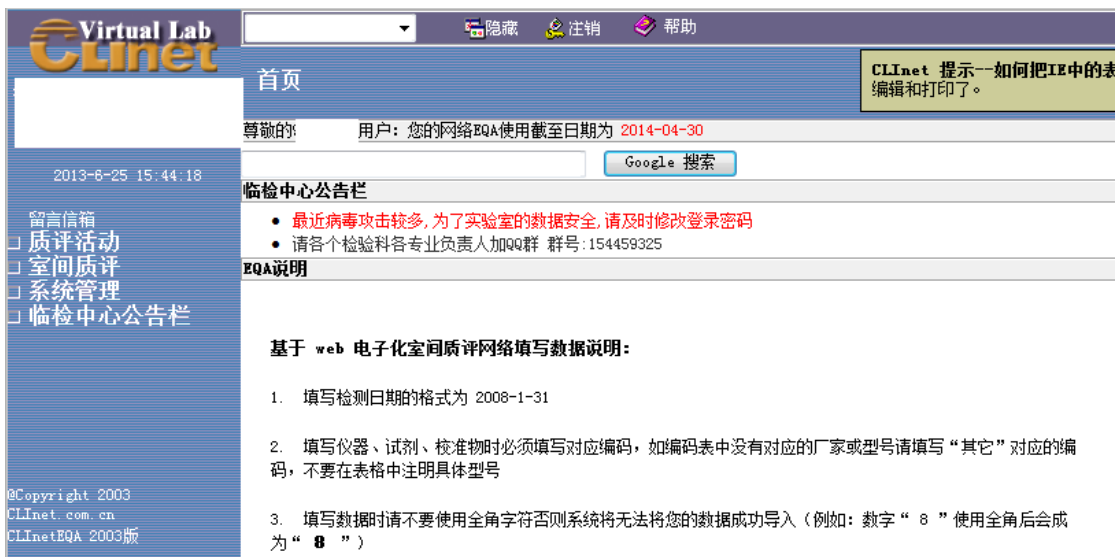 Virtual Lab
CLInet
隐藏 注销 帮助
首页
CLInet 提示--如何把IE中的表
编辑和打印了。
尊敬的 用户: 您的网络EQA使用截至日期为 2014-04-30
Google 搜索
2013-6-25 15:44:18
临检中心公告栏
留言信箱
质评活动
室间质评
系统管理
临检中心公告栏
最近病毒攻击较多,为了实验室的数据安全,请及时修改登录密码
请各个检验科各专业负责人加QQ群 群号:154459325
EQA说明
基于 web 电子化室间质评网络填写数据说明:
1. 填写检测日期的格式为 2008-1-31
2. 填写仪器、试剂、校准物时必须填写对应编码，如编码表中没有对应的厂家或型号请填写“其它”对应的编
码，不要在表格中注明具体型号
3. 填写数据时请不要使用全角字符否则系统将无法将您的数据成功导入（例如：数字“ 8 ”使用全角后会成
为“ 8 ”）
@Copyright 2003
CLInet.com.cn
CLInetEQA 2003版